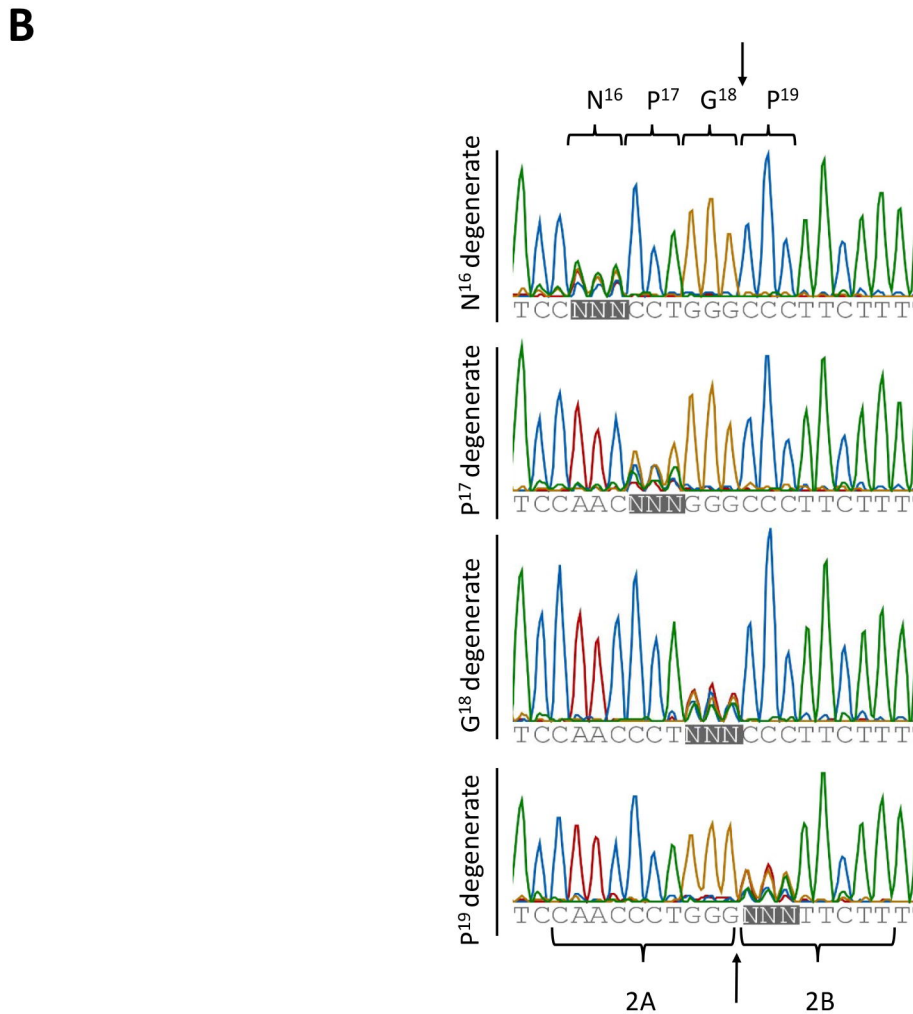 B
N¹⁶ P¹⁷ G¹⁸ P¹⁹
N¹⁶ degenerate
TCCNNNCCTGGGCCCTTCTTT
P¹⁷ degenerate
TCCAACNNNGGGCCCTTCTTT
G¹⁸ degenerate
TCCAACCCTNNNCCCTTCTTT
P¹⁹ degenerate
TCCAACCCTGGGNNNTTCTTT
2A 2B